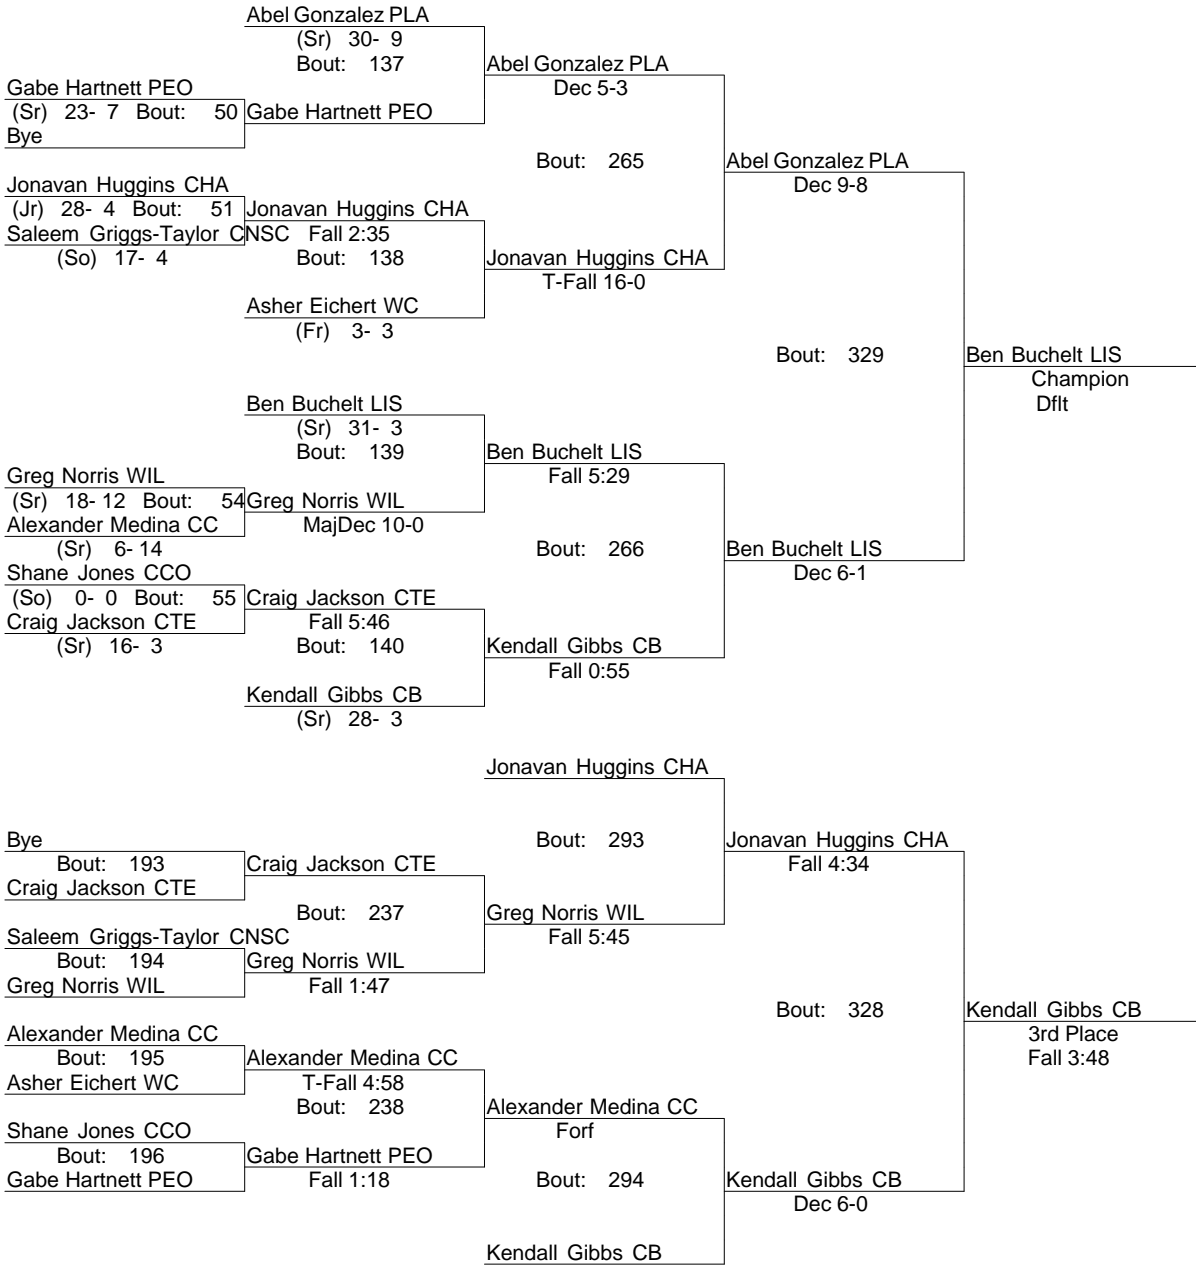 Abel Gonzalez PLA
(Sr) 30- 9
Bout: 137
Abel Gonzalez PLA
Dec 5-3
Gabe Hartnett PEO
(Sr) 23- 7 Bout: 50 Gabe Hartnett PEO
Bye
Bout: 265
Abel Gonzalez PLA
Dec 9-8
Jonavan Huggins CHA
(Jr) 28- 4 Bout: 51 Jonavan Huggins CHA
Saleem Griggs-Taylor CNSC Fall 2:35
(So) 17- 4 Bout: 138
Jonavan Huggins CHA
T-Fall 16-0
Asher Eichert WC
(Fr) 3- 3
Bout: 329
Ben Buchelt LIS
Champion
Dflt
Ben Buchelt LIS
(Sr) 31- 3
Bout: 139
Ben Buchelt LIS
Fall 5:29
Greg Norris WIL
(Sr) 18- 12 Bout: 54 Greg Norris WIL
Alexander Medina CC MajDec 10-0
(Sr) 6- 14
Bout: 266
Ben Buchelt LIS
Dec 6-1
Shane Jones CCO
(So) 0- 0 Bout: 55 Craig Jackson CTE
Craig Jackson CTE Fall 5:46
(Sr) 16- 3 Bout: 140
Kendall Gibbs CB
Fall 0:55
Kendall Gibbs CB
(Sr) 28- 3
Jonavan Huggins CHA
Bout: 293
Jonavan Huggins CHA
Fall 4:34
Bye
Bout: 193
Craig Jackson CTE
Craig Jackson CTE
Bout: 237
Greg Norris WIL
Fall 5:45
Saleem Griggs-Taylor CNSC
Bout: 194
Greg Norris WIL
Greg Norris WIL
Fall 1:47
Bout: 328
Kendall Gibbs CB
3rd Place
Fall 3:48
Alexander Medina CC
Bout: 195
Asher Eichert WC
Alexander Medina CC
T-Fall 4:58
Bout: 238
Alexander Medina CC
Forf
Shane Jones CCO
Bout: 196
Gabe Hartnett PEO
Gabe Hartnett PEO
Fall 1:18
Bout: 294
Kendall Gibbs CB
Dec 6-0
Kendall Gibbs CB